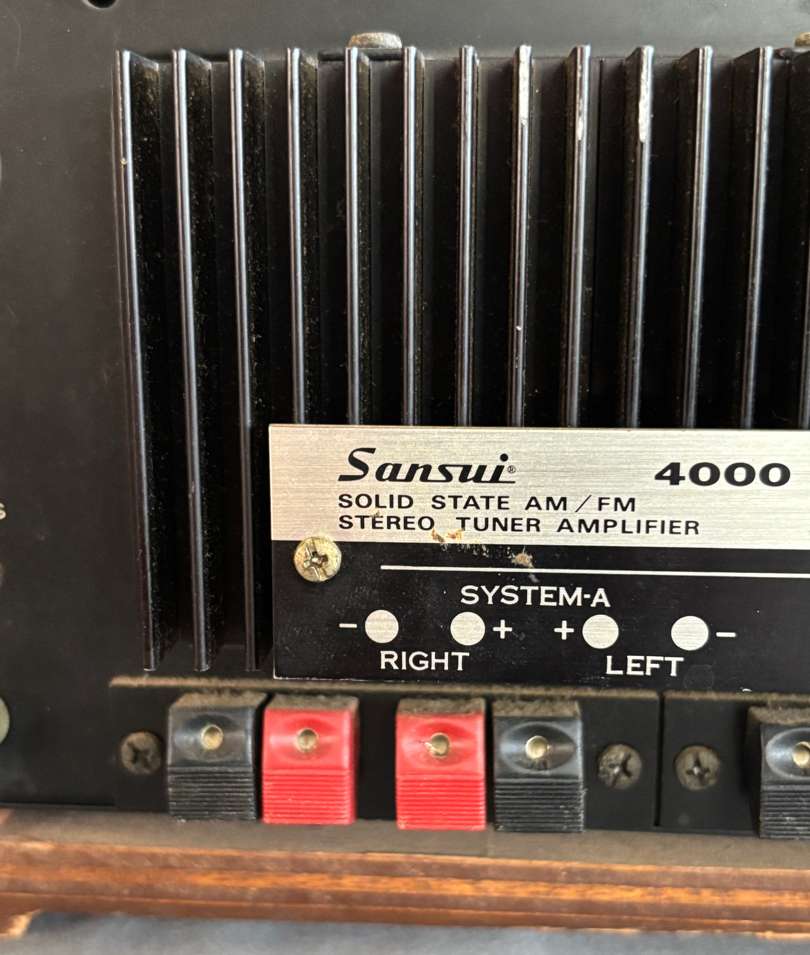 Sansui® 4000
SOLID STATE AM/FM
STEREO TUNER AMPLIFIER
SYSTEM-A
- + + -
RIGHT LEFT